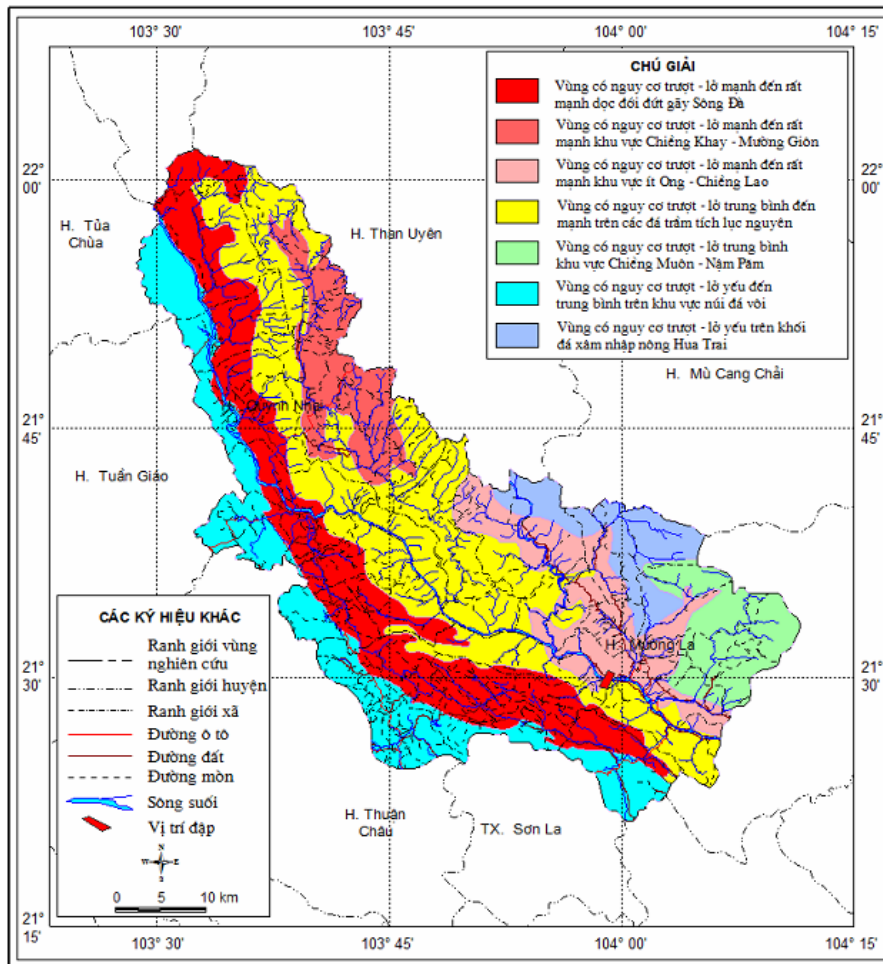 103° 30'
103° 45'
104° 00'
104° 15'
CHÚ GIẢI
Vùng có nguy cơ trượt - lở mạnh đến rất
mạnh dọc đới đứt gãy Sông Đà
Vùng có nguy cơ trượt - lở mạnh đến rất
mạnh khu vực Chiềng Khay - Mường Giôn
Vùng có nguy cơ trượt - lở mạnh đến rất
mạnh khu vực ít Ong - Chiềng Lao
Vùng có nguy cơ trượt - lở trung bình đến
mạnh trên các đá trầm tích lục nguyên
Vùng có nguy cơ trượt - lở trung bình
khu vực Chiềng Muôn - Nậm Păm
Vùng có nguy cơ trượt - lở yếu đến
trung bình trên khu vực núi đá vôi
Vùng có nguy cơ trượt - lở yếu trên khối
đá xâm nhập nông Hua Trai
22°
00'
22°
00'
H. Tủa
Chùa
H. Than Uyên
H. Mù Cang Chải
Quỳnh Nhai
21°
45'
21°
45'
H. Tuần Giáo
CÁC KÝ HIỆU KHÁC
Ranh giới vùng
nghiên cứu
Ranh giới huyện
Ranh giới xã
Đường ô tô
Đường đất
Đường mòn
Sông suối
Vị trí đập
N
W
E
S
0 5 10 km
H. Mường La
21°
30'
21°
30'
H. Thuận
Châu
TX. Sơn La
21°
15'
21°
15'
103° 30'
103° 45'
104° 00'
104° 15'